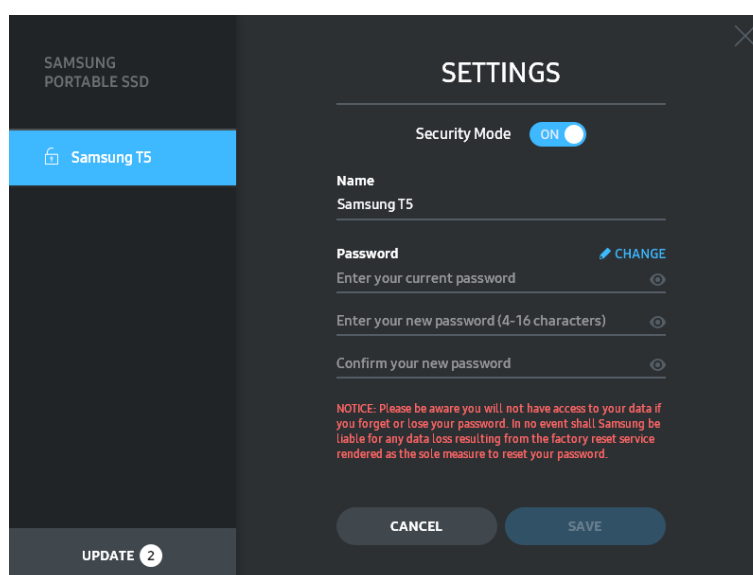 SAMSUNG
PORTABLE SSD
Samsung T5
UPDATE 2
SETTINGS
Security Mode ON
Name
Samsung T5
Password CHANGE
Enter your current password
Enter your new password (4-16 characters)
Confirm your new password
NOTICE: Please be aware you will not have access to your data if
you forget or lose your password. In no event shall Samsung be
liable for any data loss resulting from the factory reset service
rendered as the sole measure to reset your password.
CANCEL SAVE